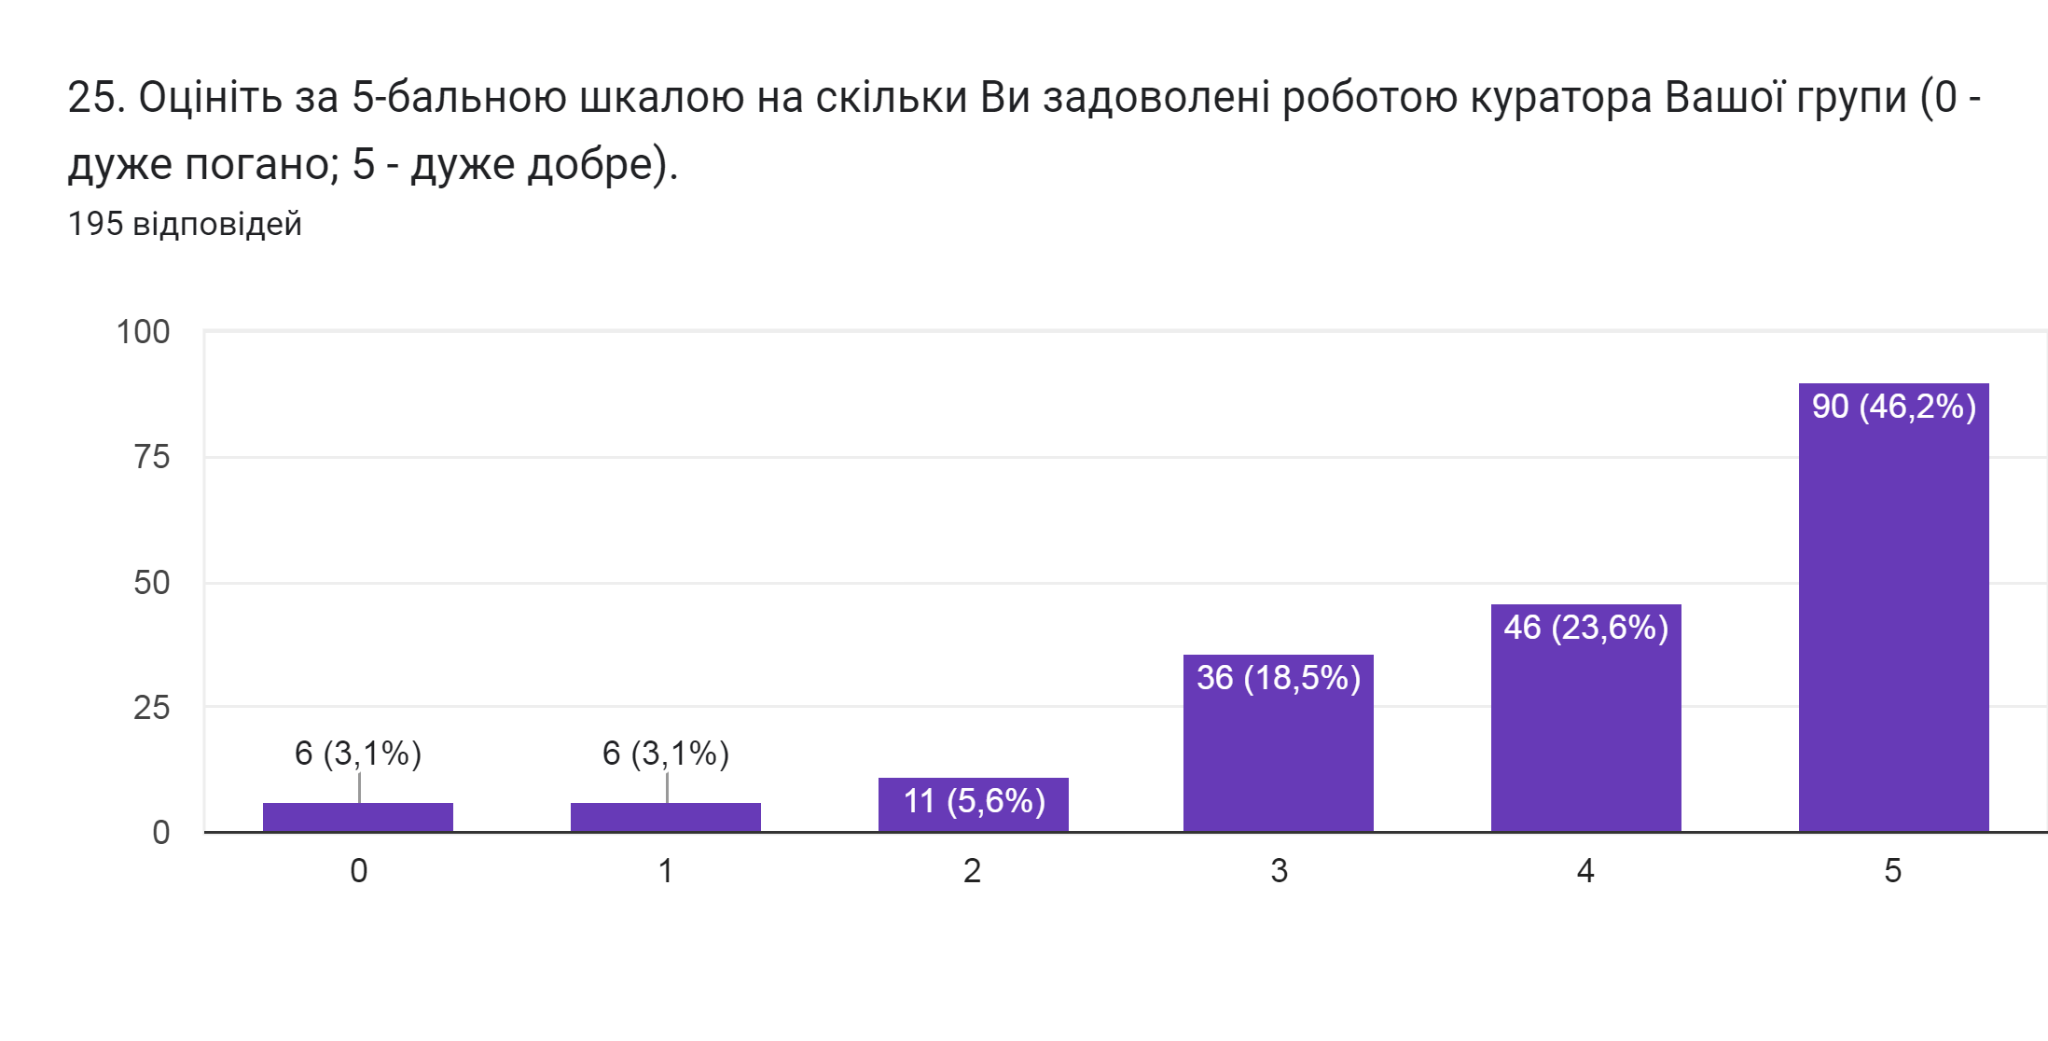 25. Оцініть за 5-бальною шкалою на скільки Ви задоволені роботою куратора Вашої групи (0 -
дуже погано; 5 - дуже добре).
195 відповідей
100
75
50
25
0
6 (3,1%)
6 (3,1%)
11 (5,6%)
36 (18,5%)
46 (23,6%)
90 (46,2%)
0 1 2 3 4 5